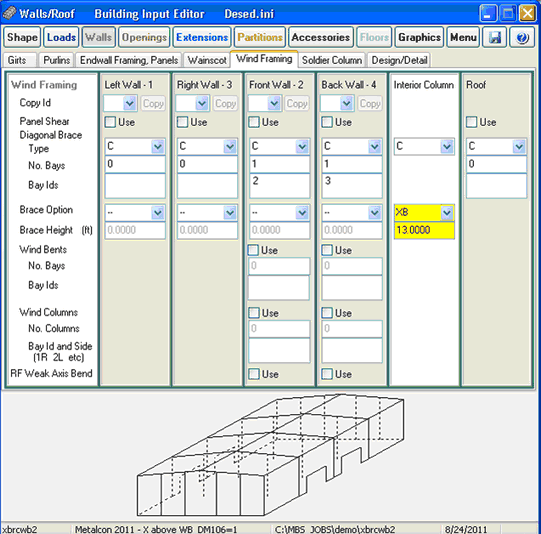 Walls/Roof Building Input Editor Desed.ini
Shape Loads Walls Openings Extensions Partitions Accessories Floors Graphics Menu
Girts Purlins Endwall Framing, Panels Wainscot Wind Framing Soldier Column Design/Detail
Wind Framing Left Wall - 1 Right Wall - 3 Front Wall - 2 Back Wall - 4 Interior Column Roof
Copy Id Copy Copy Copy Copy
Panel Shear Use Use Use Use Use
Diagonal Brace
Type C C C C C C
No. Bays 0 0 1 1 0
Bay Ids 2 3
Brace Option -- -- -- -- XB
Brace Height (ft) 0.0000 0.0000 0.0000 0.0000 13.0000
Wind Bents Use Use
No. Bays 0 0
Bay Ids
Wind Columns Use Use
No. Columns 0 0
Bay Id and Side
(1R 2L etc)
RF Weak Axis Bend Use Use
xbrcwb2 Metalcon 2011 - X above WB DM106=1 C:\MBS_JOBS\demo\xbrcwb2 8/24/2011